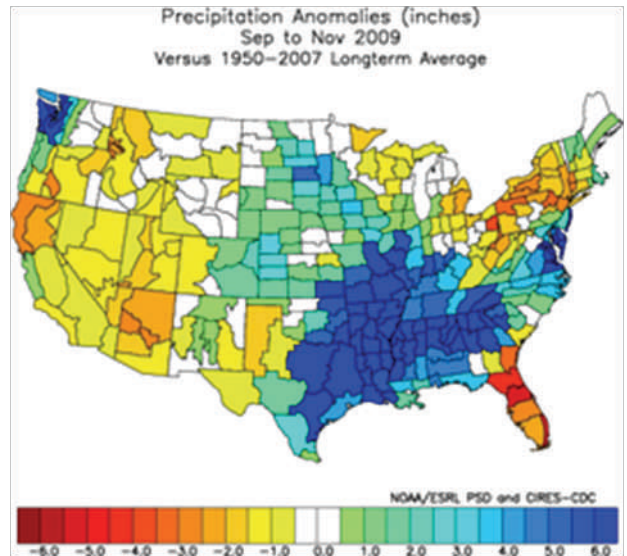 Precipitation Anomalies (inches)
Sep to Nov 2009
Versus 1950-2007 Longterm Average
NOAA/ESRL PSD and CIRES-CDC
-6.0 -5.0 -4.0 -3.0 -2.0 -1.0 0.0 1.0 2.0 3.0 4.0 5.0 6.0